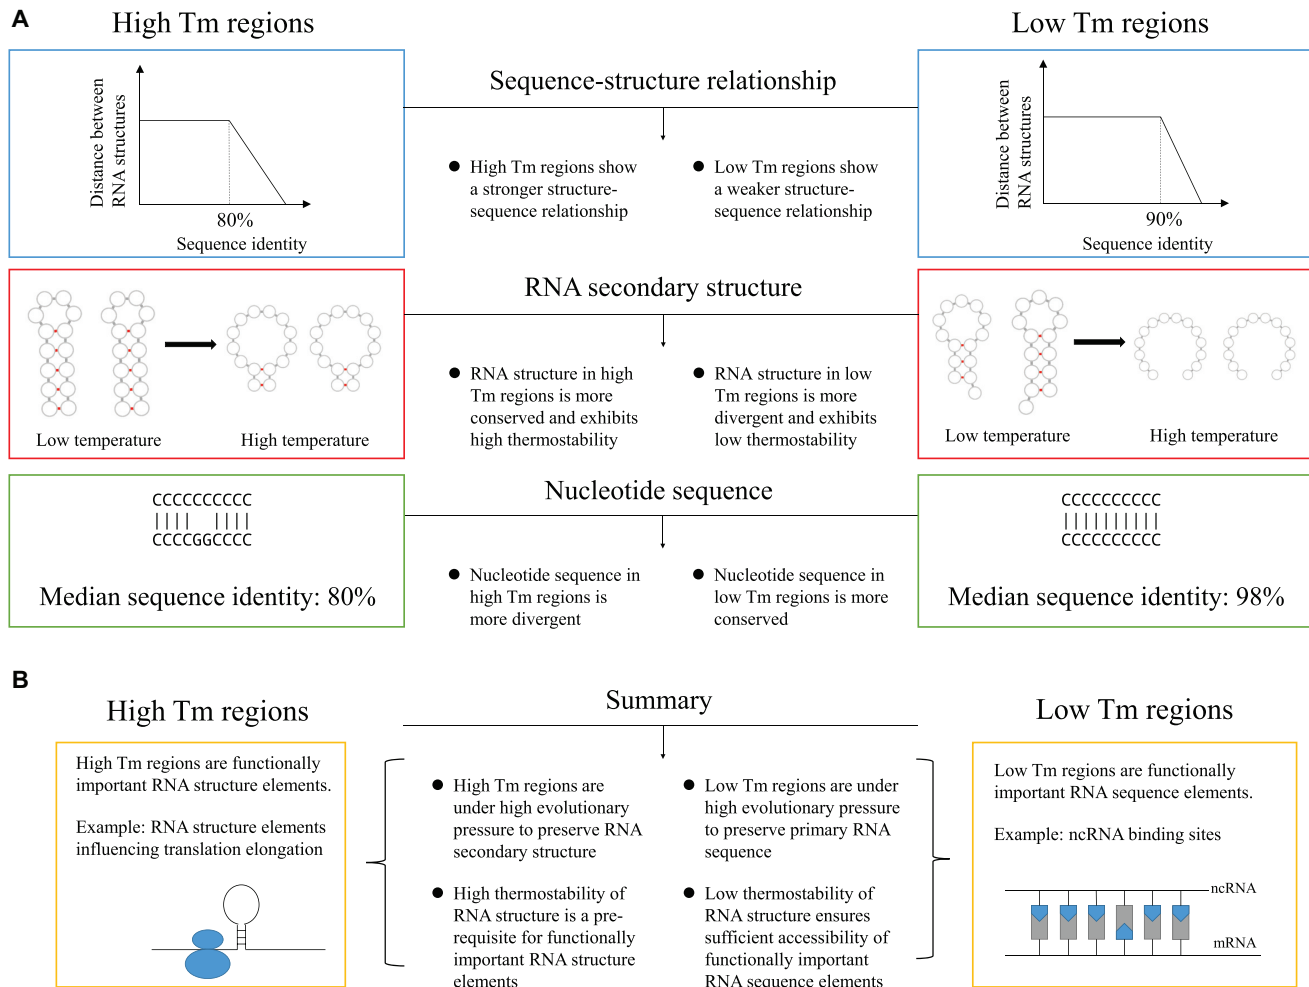 A
High Tm regions
Low Tm regions
Distance between
RNA structures
80%
Sequence identity
Sequence-structure relationship
● High Tm regions show
a stronger structure-
sequence relationship
● Low Tm regions show
a weaker structure-
sequence relationship
Distance between
RNA structures
90%
Sequence identity
Low temperature
High temperature
RNA secondary structure
● RNA structure in high
Tm regions is more
conserved and exhibits
high thermostability
● RNA structure in low
Tm regions is more
divergent and exhibits
low thermostability
Low temperature
High temperature
CCCCCCCCCC
|||| ||||
CCCCGGCCCC
Median sequence identity: 80%
Nucleotide sequence
● Nucleotide sequence in
high Tm regions is
more divergent
● Nucleotide sequence in
low Tm regions is more
conserved
CCCCCCCCCC
||||||||||
CCCCCCCCCC
Median sequence identity: 98%
B
High Tm regions
Summary
Low Tm regions
High Tm regions are functionally
important RNA structure elements.
Example: RNA structure elements
influencing translation elongation
● High Tm regions are
under high evolutionary
pressure to preserve RNA
secondary structure
● High thermostability of
RNA structure is a pre-
requisite for functionally
important RNA structure
elements
● Low Tm regions are under
high evolutionary pressure
to preserve primary RNA
sequence
● Low thermostability of
RNA structure ensures
sufficient accessibility of
functionally important
RNA sequence elements
Low Tm regions are functionally
important RNA sequence elements.
Example: ncRNA binding sites
ncRNA
mRNA